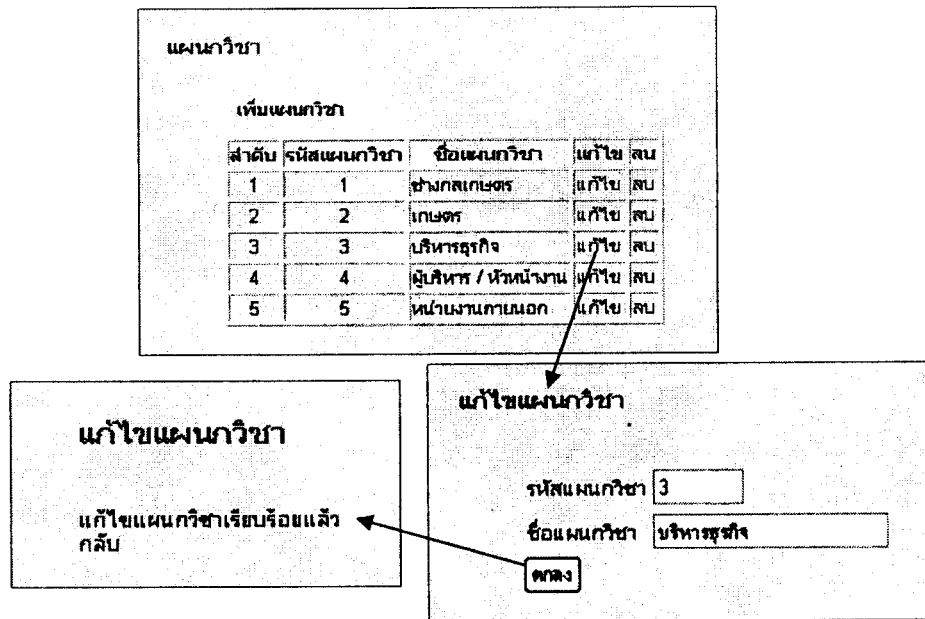 แผนกวิชา
เพิ่มแผนกวิชา
ลำดับ รหัสแผนกวิชา ชื่อแผนกวิชา แก้ไข ลบ
1 1 ช่างกลเกษตร แก้ไข ลบ
2 2 เกษตร แก้ไข ลบ
3 3 บริหารธุรกิจ แก้ไข ลบ
4 4 ผู้บริหาร / หัวหน้างาน แก้ไข ลบ
5 5 หน่วยงานภายนอก แก้ไข ลบ
แก้ไขแผนกวิชา
รหัสแผนกวิชา 3
ชื่อแผนกวิชา บริหารธุรกิจ
ตกลง
แก้ไขแผนกวิชา
แก้ไขแผนกวิชาเรียบร้อยแล้ว
กลับ